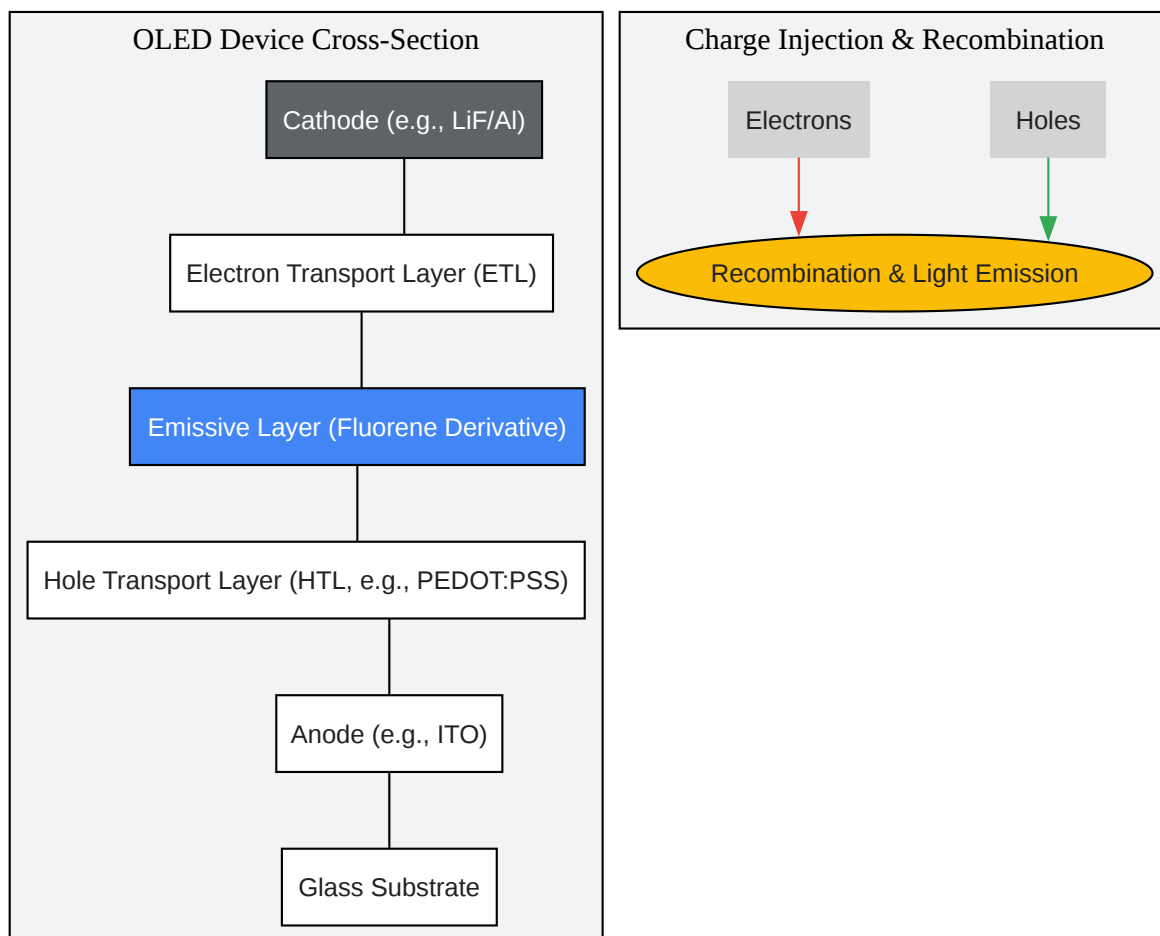 OLED Device Cross-Section
Cathode (e.g., LiF/Al)
Electron Transport Layer (ETL)
Emissive Layer (Fluorene Derivative)
Hole Transport Layer (HTL, e.g., PEDOT:PSS)
Anode (e.g., ITO)
Glass Substrate
Charge Injection & Recombination
Electrons
Holes
Recombination & Light Emission